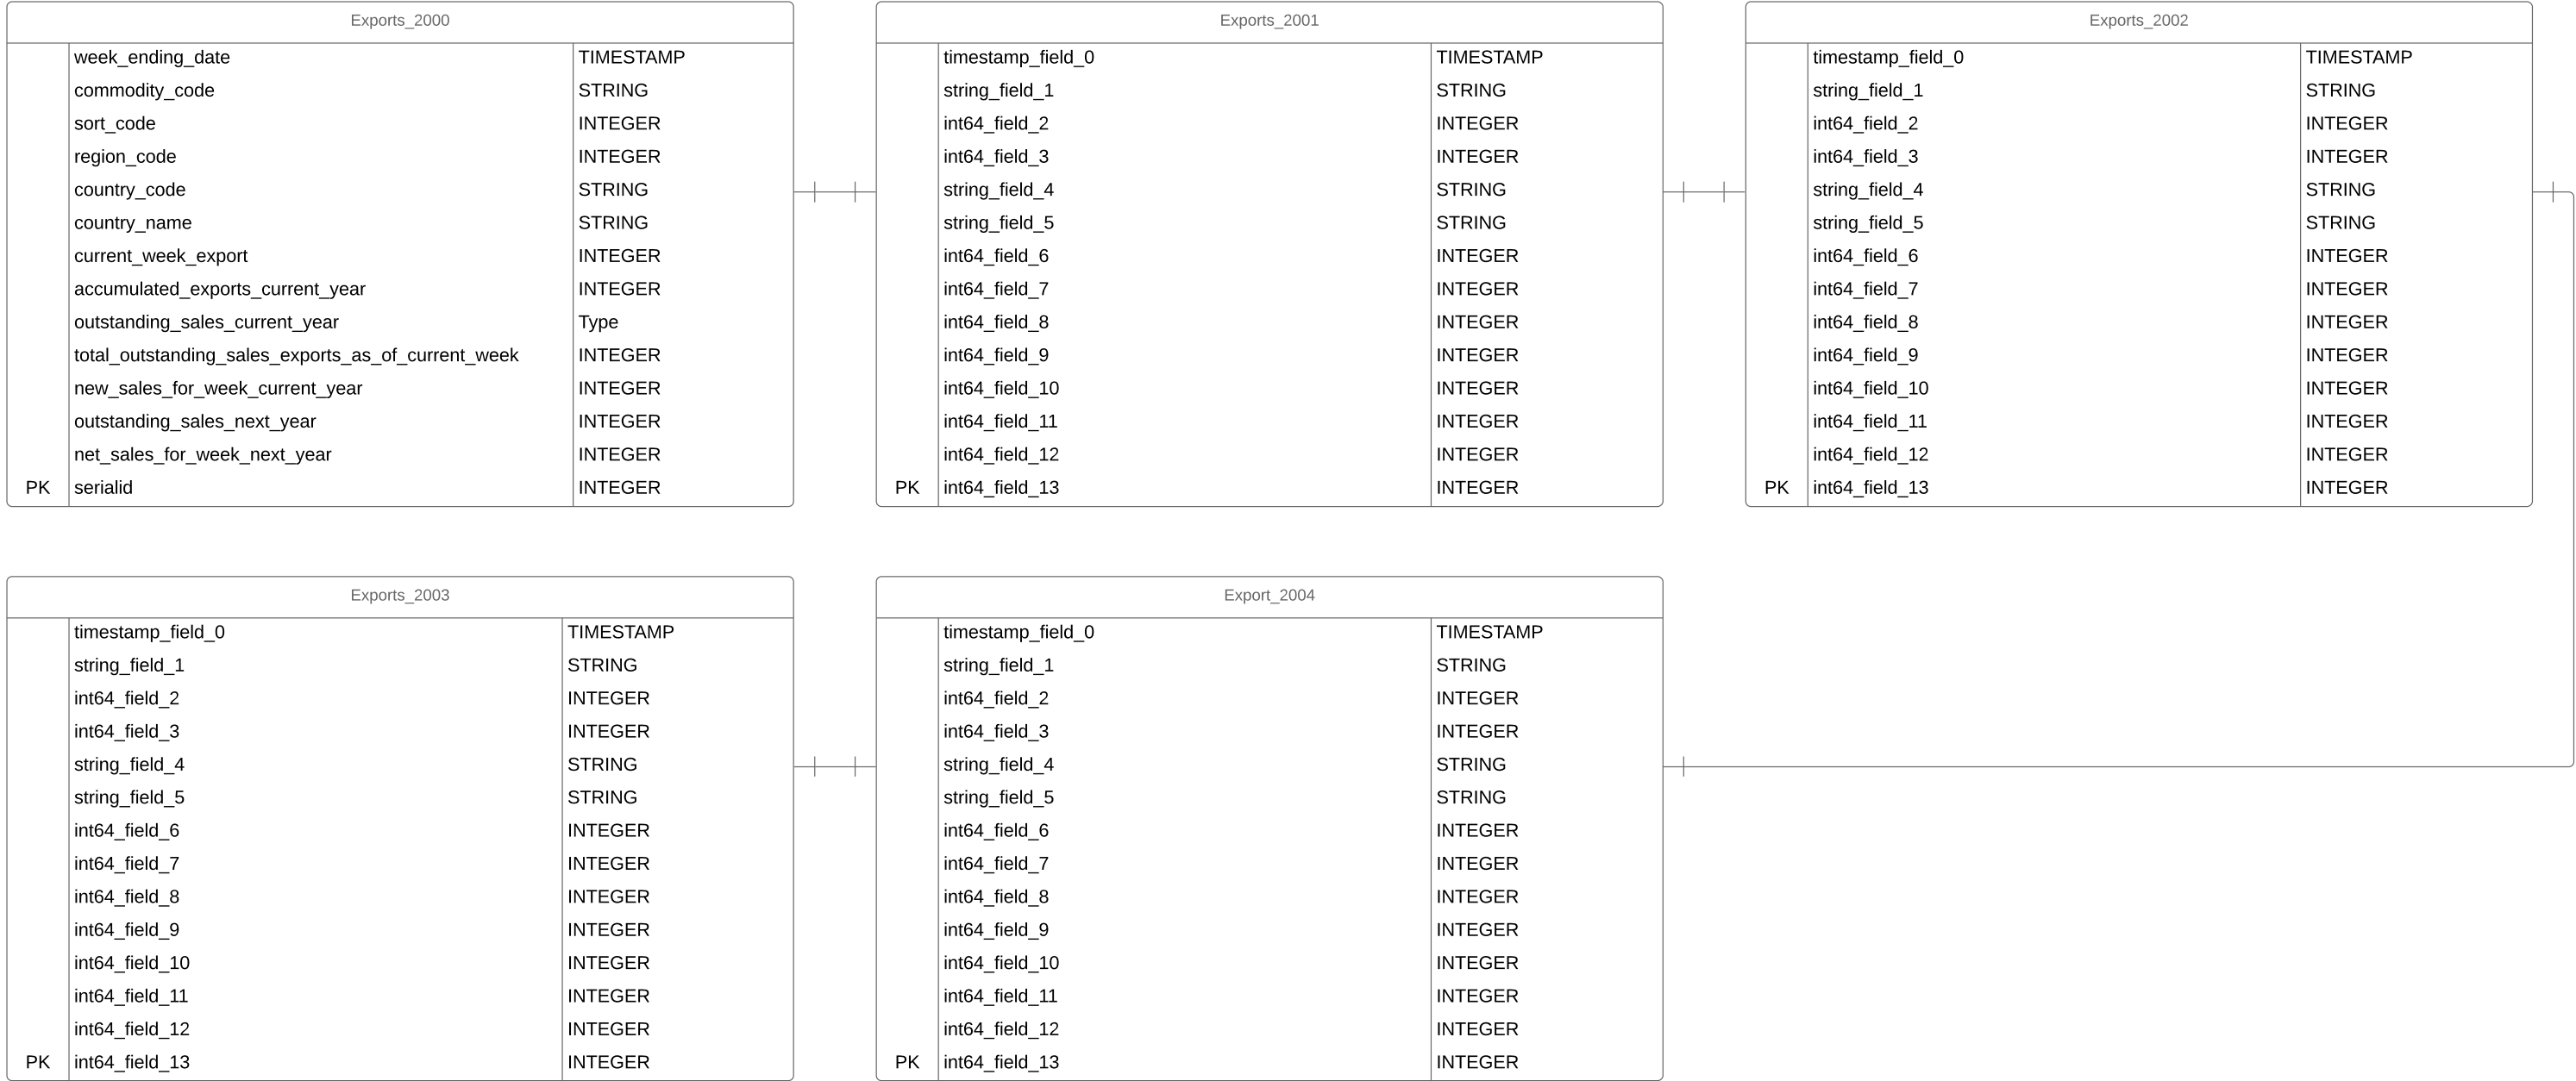 Exports_2000
week_ending_date TIMESTAMP
commodity_code STRING
sort_code INTEGER
region_code INTEGER
country_code STRING
country_name STRING
current_week_export INTEGER
accumulated_exports_current_year INTEGER
outstanding_sales_current_year Type
total_outstanding_sales_exports_as_of_current_week INTEGER
new_sales_for_week_current_year INTEGER
outstanding_sales_next_year INTEGER
net_sales_for_week_next_year INTEGER
PK serialid INTEGER
Exports_2001
timestamp_field_0 TIMESTAMP
string_field_1 STRING
int64_field_2 INTEGER
int64_field_3 INTEGER
string_field_4 STRING
string_field_5 STRING
int64_field_6 INTEGER
int64_field_7 INTEGER
int64_field_8 INTEGER
int64_field_9 INTEGER
int64_field_10 INTEGER
int64_field_11 INTEGER
int64_field_12 INTEGER
PK int64_field_13 INTEGER
Exports_2002
timestamp_field_0 TIMESTAMP
string_field_1 STRING
int64_field_2 INTEGER
int64_field_3 INTEGER
string_field_4 STRING
string_field_5 STRING
int64_field_6 INTEGER
int64_field_7 INTEGER
int64_field_8 INTEGER
int64_field_9 INTEGER
int64_field_10 INTEGER
int64_field_11 INTEGER
int64_field_12 INTEGER
PK int64_field_13 INTEGER
Exports_2003
timestamp_field_0 TIMESTAMP
string_field_1 STRING
int64_field_2 INTEGER
int64_field_3 INTEGER
string_field_4 STRING
string_field_5 STRING
int64_field_6 INTEGER
int64_field_7 INTEGER
int64_field_8 INTEGER
int64_field_9 INTEGER
int64_field_10 INTEGER
int64_field_11 INTEGER
int64_field_12 INTEGER
PK int64_field_13 INTEGER
Export_2004
timestamp_field_0 TIMESTAMP
string_field_1 STRING
int64_field_2 INTEGER
int64_field_3 INTEGER
string_field_4 STRING
string_field_5 STRING
int64_field_6 INTEGER
int64_field_7 INTEGER
int64_field_8 INTEGER
int64_field_9 INTEGER
int64_field_10 INTEGER
int64_field_11 INTEGER
int64_field_12 INTEGER
PK int64_field_13 INTEGER